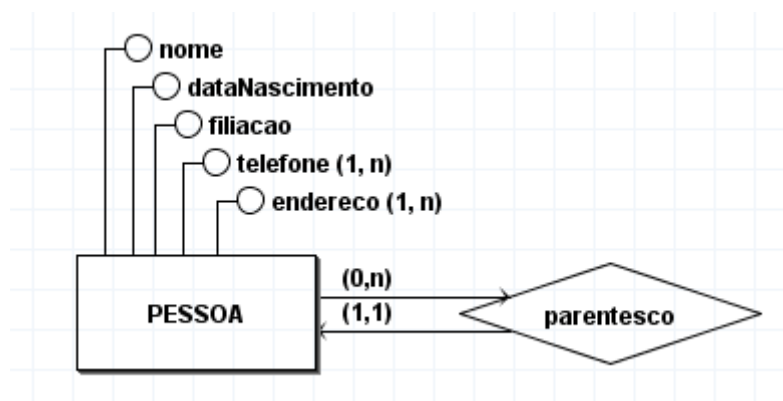 nome
dataNascimento
filiacao
telefone (1, n)
endereco (1, n)
(0,n)
PESSOA
(1,1)
parentesco